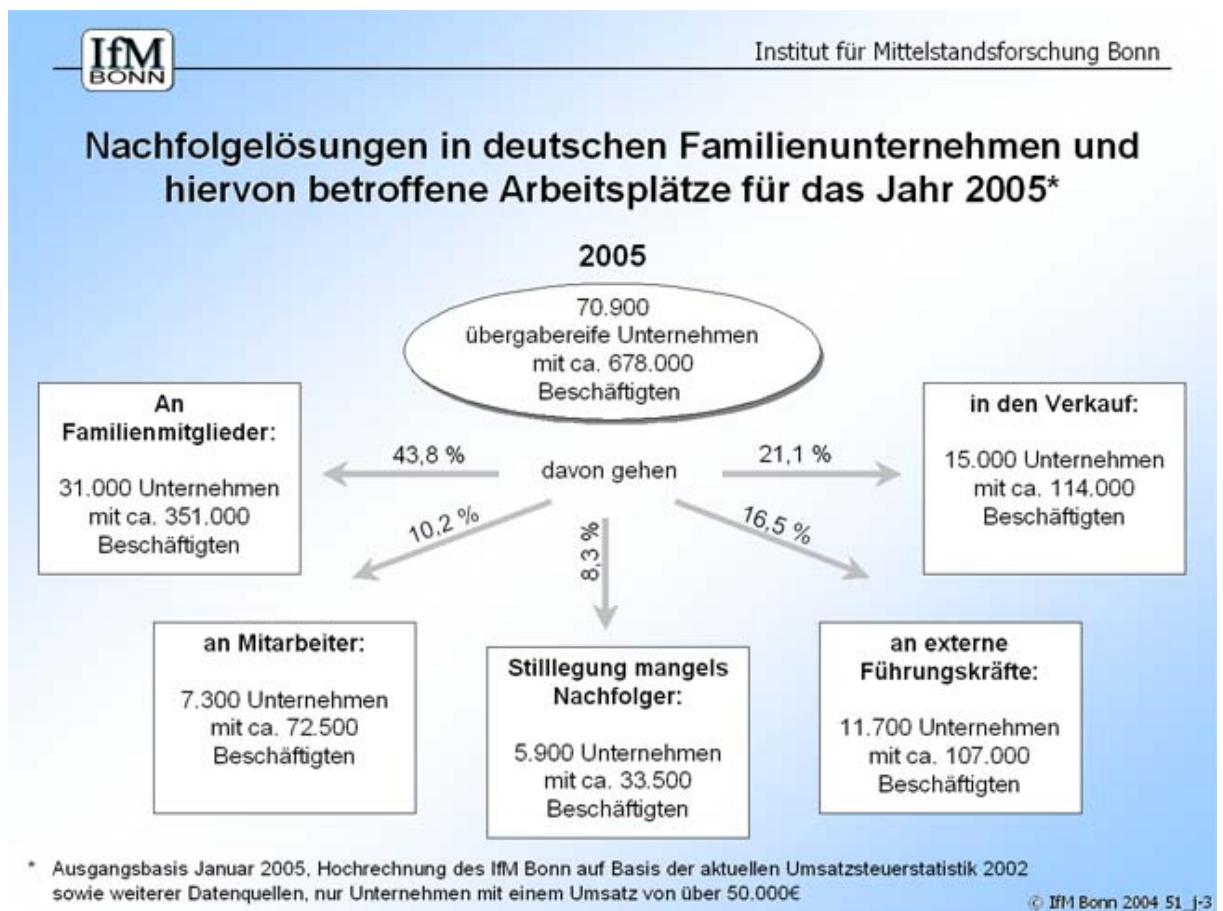 IfM
BONN
Institut für Mittelstandsforschung Bonn
Nachfolgelösungen in deutschen Familienunternehmen und
hiervon betroffene Arbeitsplätze für das Jahr 2005*
2005
70.900
übergabereife Unternehmen
mit ca. 678.000
Beschäftigten
An
Familienmitglieder:
31.000 Unternehmen
mit ca. 351.000
Beschäftigten
43,8 %
davon gehen
21,1 %
in den Verkauf:
15.000 Unternehmen
mit ca. 114.000
Beschäftigten
10,2 %
8,3 %
16,5 %
an Mitarbeiter:
7.300 Unternehmen
mit ca. 72.500
Beschäftigten
Stilllegung mangels
Nachfolger:
5.900 Unternehmen
mit ca. 33.500
Beschäftigten
an externe
Führungskräfte:
11.700 Unternehmen
mit ca. 107.000
Beschäftigten
* Ausgangsbasis Januar 2005, Hochrechnung des IfM Bonn auf Basis der aktuellen Umsatzsteuerstatistik 2002
sowie weiterer Datenquellen, nur Unternehmen mit einem Umsatz von über 50.000€
© IfM Bonn 2004 51_j-3